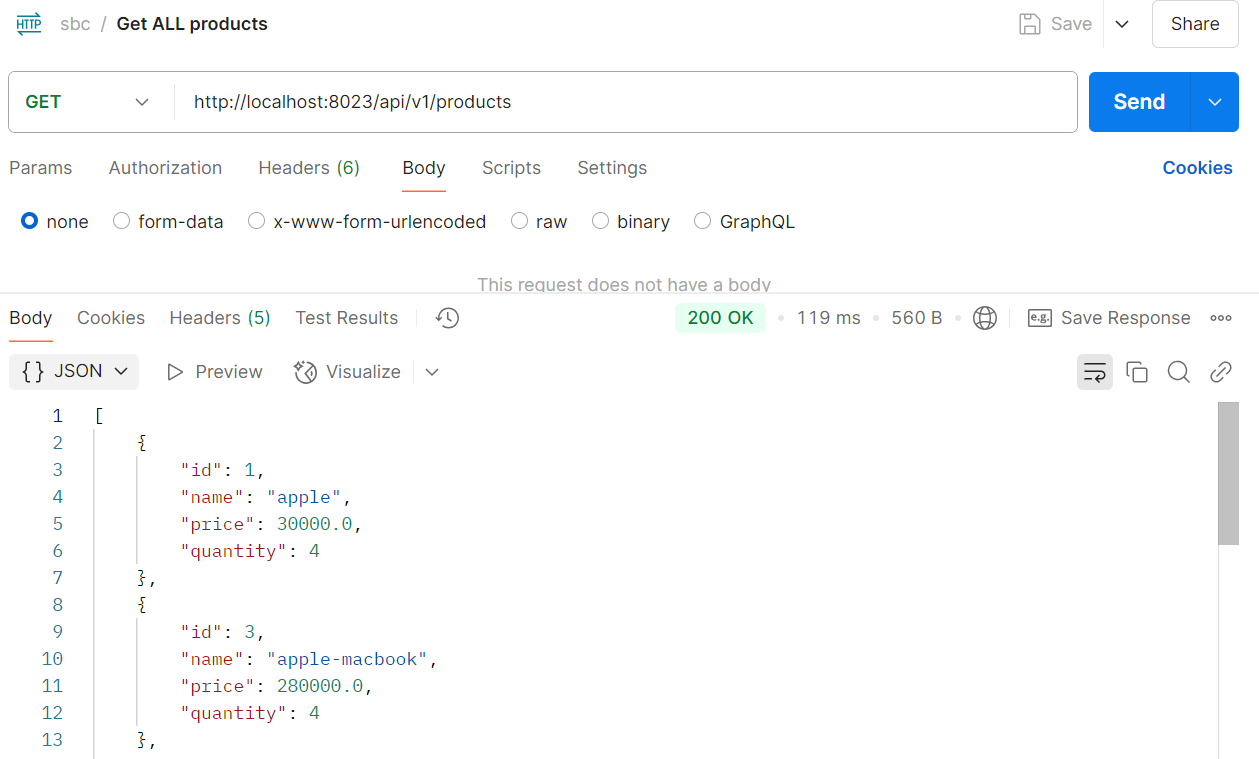 HTTP sbc / Get ALL products Save Share
GET http://localhost:8023/api/v1/products Send
Params Authorization Headers (6) Body Scripts Settings Cookies
none form-data x-www-form-urlencoded raw binary GraphQL
This request does not have a body
Body Cookies Headers (5) Test Results 200 OK • 119 ms • 560 B • e.g. Save Response
{} JSON Preview Visualize
1 [
2 {
3 "id": 1,
4 "name": "apple",
5 "price": 30000.0,
6 "quantity": 4
7 },
8 {
9 "id": 3,
10 "name": "apple-macbook",
11 "price": 280000.0,
12 "quantity": 4
13 },